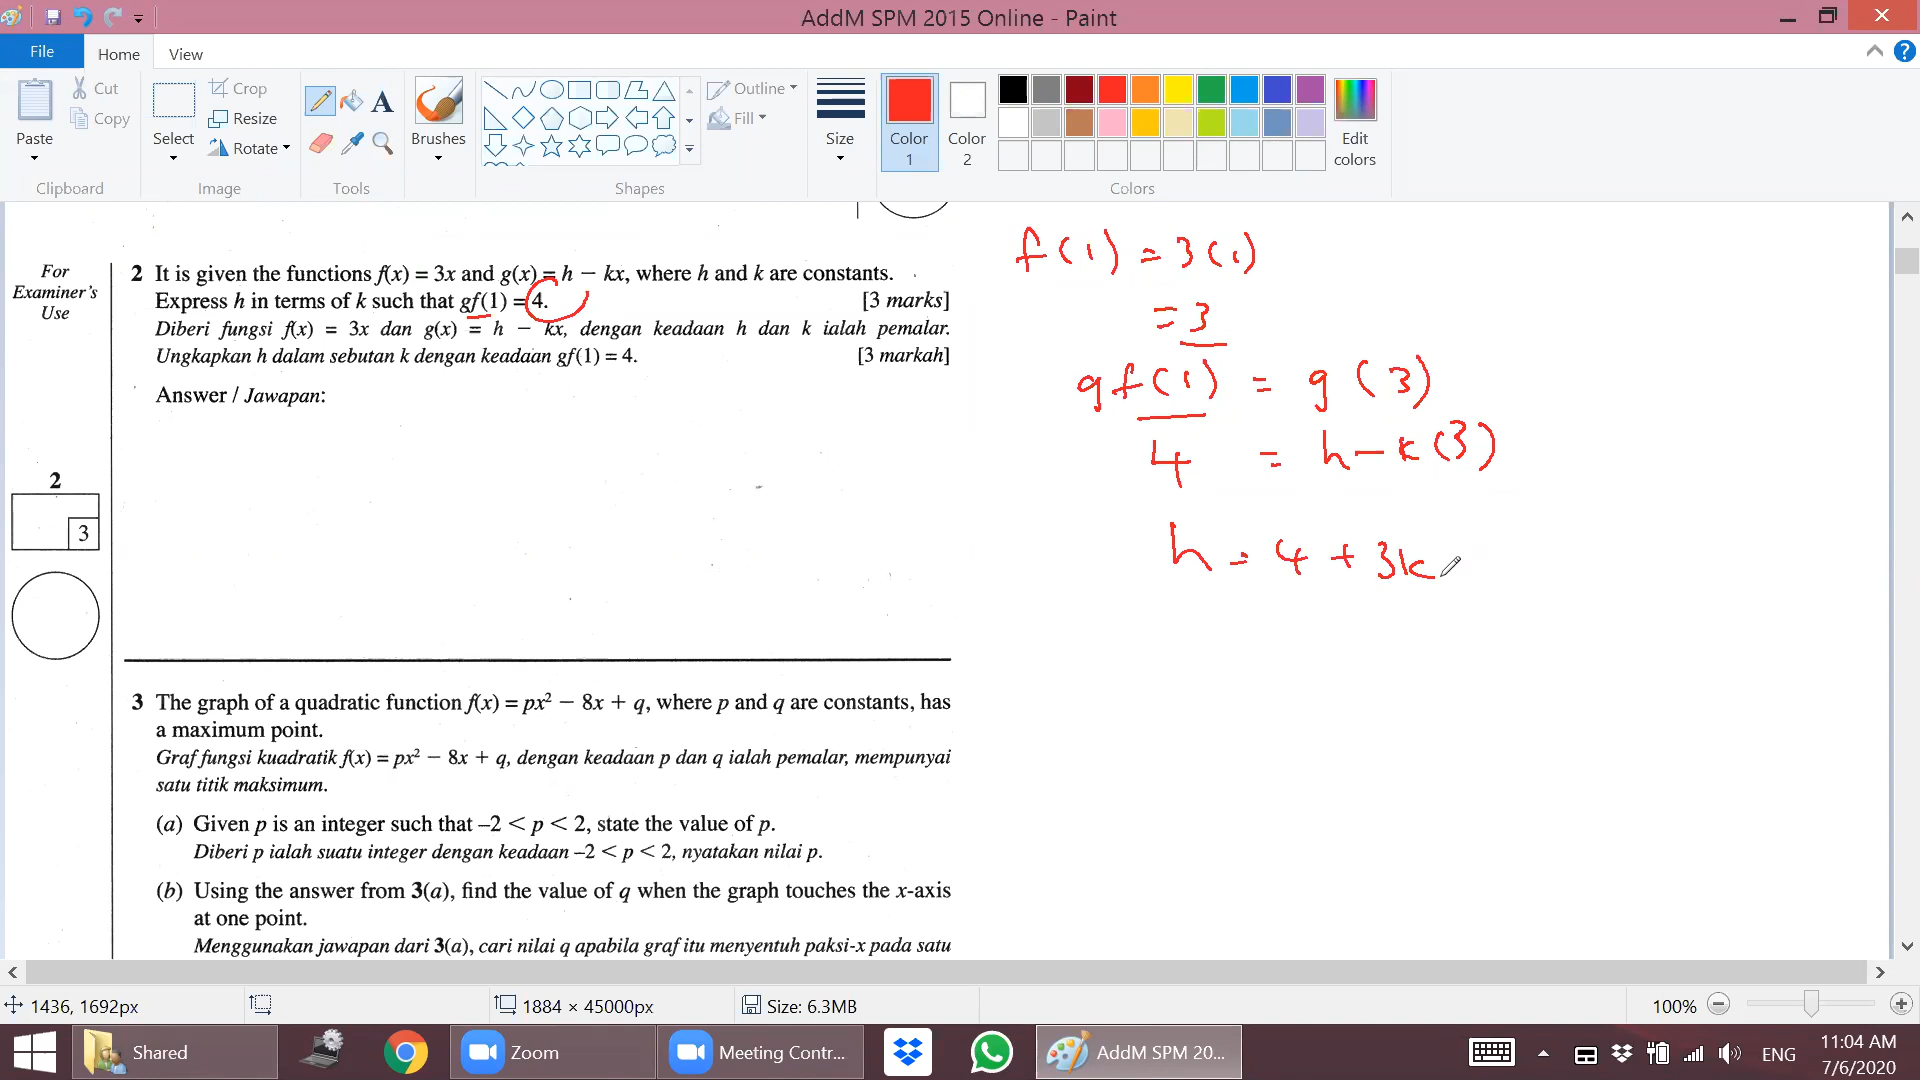 AddM SPM 2015 Online - Paint
File
Home
View
Paste
Cut
Copy
Clipboard
Select
Crop
Resize
Rotate
Image
Tools
Brushes
Shapes
Outline
Fill
Size
Color 1
Color 2
Edit colors
Colors
For
Examiner's
Use
2 It is given the functions f(x) = 3x and g(x) = h − kx, where h and k are constants.
Express h in terms of k such that gf(1) = 4. [3 marks]
Diberi fungsi f(x) = 3x dan g(x) = h − kx, dengan keadaan h dan k ialah pemalar.
Ungkapkan h dalam sebutan k dengan keadaan gf(1) = 4. [3 markah]
Answer / Jawapan:
2
3
f(1) = 3(1)
= 3
gf(1) = g(3)
4 = h − k(3)
h = 4 + 3k
3 The graph of a quadratic function f(x) = px² − 8x + q, where p and q are constants, has
a maximum point.
Graf fungsi kuadratik f(x) = px² − 8x + q, dengan keadaan p dan q ialah pemalar, mempunyai
satu titik maksimum.
(a) Given p is an integer such that –2 < p < 2, state the value of p.
Diberi p ialah suatu integer dengan keadaan –2 < p < 2, nyatakan nilai p.
(b) Using the answer from 3(a), find the value of q when the graph touches the x-axis
at one point.
Menggunakan jawapan dari 3(a), cari nilai q apabila graf itu menyentuh paksi-x pada satu
1436, 1692px
1884 × 45000px
Size: 6.3MB
100%
Shared
Zoom
Meeting Contr...
AddM SPM 20...
ENG
11:04 AM
7/6/2020